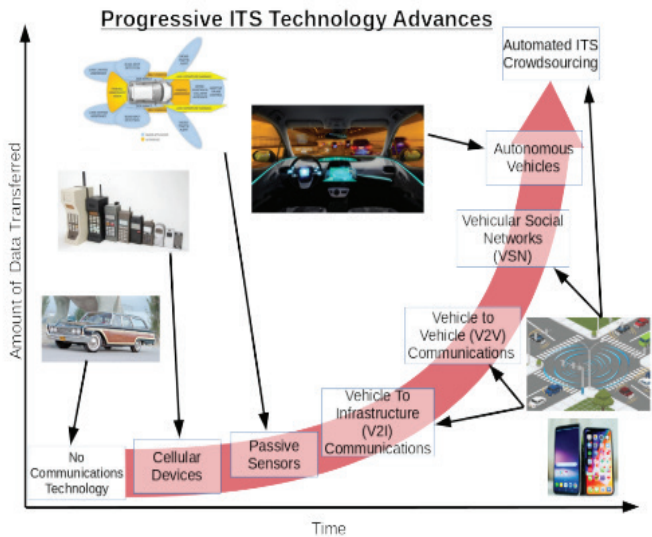 Progressive ITS Technology Advances
Automated ITS
Crowdsourcing
Autonomous
Vehicles
Vehicular Social
Networks
(VSN)
Vehicle to
Vehicle (V2V)
Communications
Vehicle To
Infrastructure
(V2I)
Communications
Passive
Sensors
Cellular
Devices
No
Communications
Technology
Amount of Data Transferred
Time